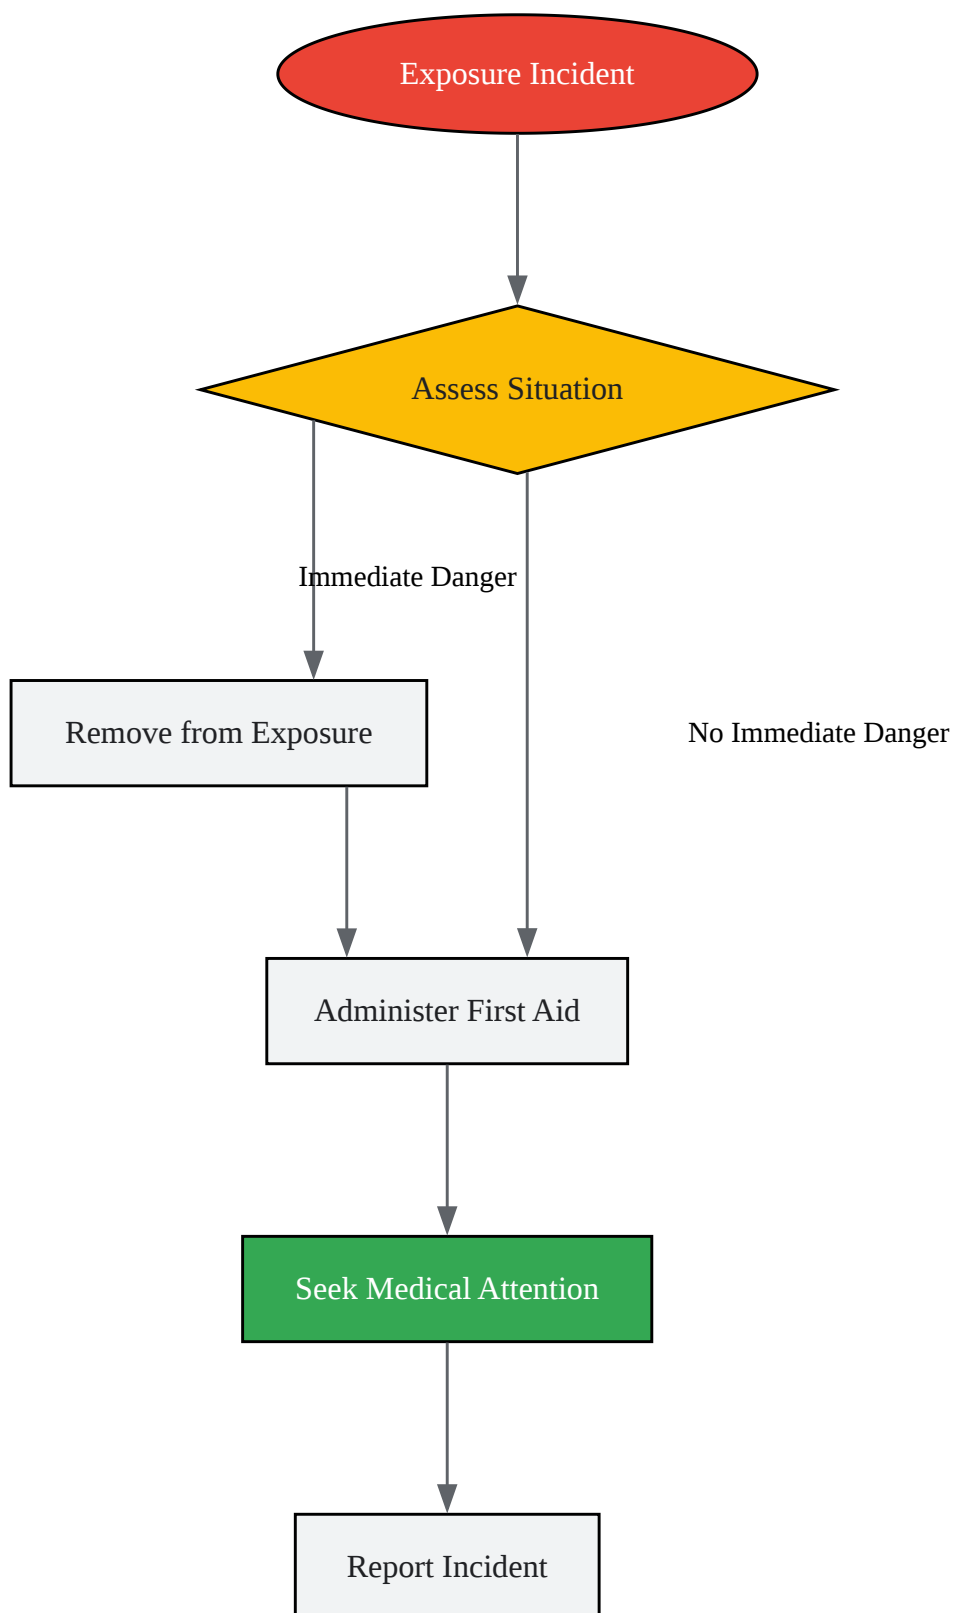 Exposure Incident
Assess Situation
Immediate Danger
Remove from Exposure
No Immediate Danger
Administer First Aid
Seek Medical Attention
Report Incident